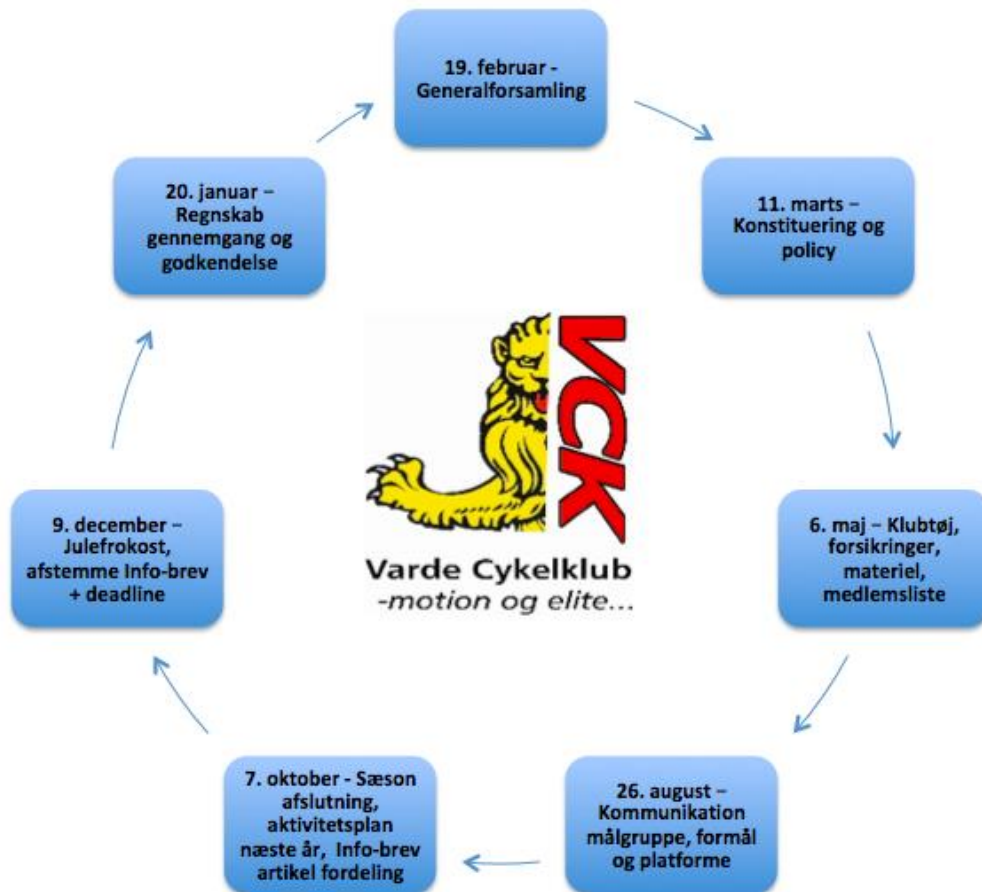 19. februar -
Generalforsamling
11. marts –
Konstituering og
policy
6. maj – Klubtøj,
forsikringer,
materiel,
medlemsliste
26. august –
Kommunikation
målgruppe, formål
og platforme
7. oktober - Sæson
afslutning,
aktivitetsplan
næste år, Info-brev
artikel fordeling
9. december –
Julefrokost,
afstemme Info-brev
+ deadline
20. januar –
Regnskab
gennemgang og
godkendelse
VCK
Varde Cykelklub
-motion og elite...